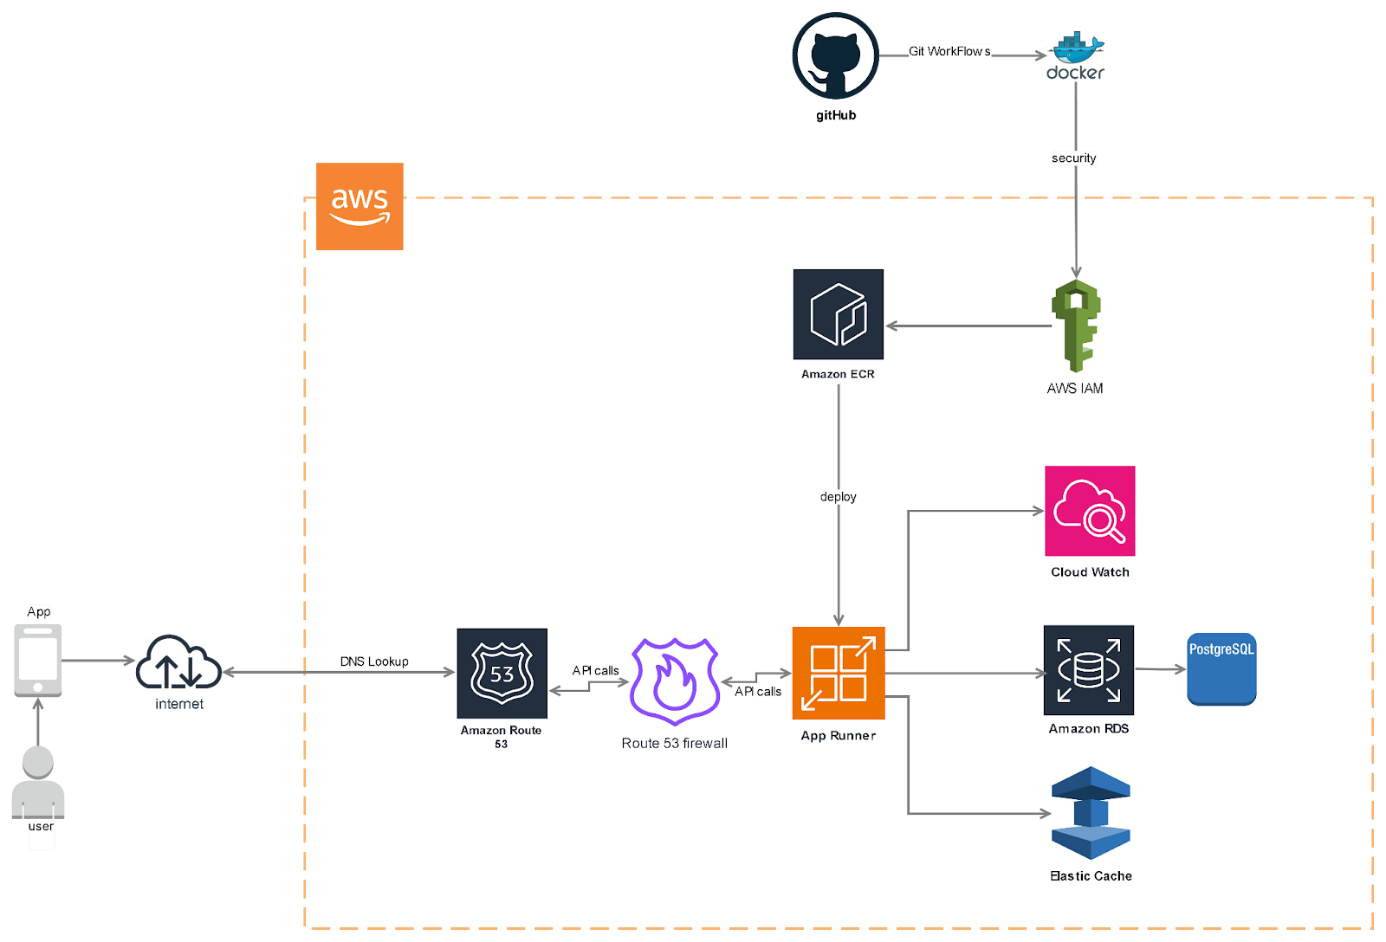 Git WorkFlows
docker
gitHub
security
aws
Amazon ECR
AWS IAM
deploy
Cloud Watch
App
DNS Lookup
53
API calls
API calls
PostgreSQL
internet
Amazon Route
53
Route 53 firewall
App Runner
Amazon RDS
user
Elastic Cache